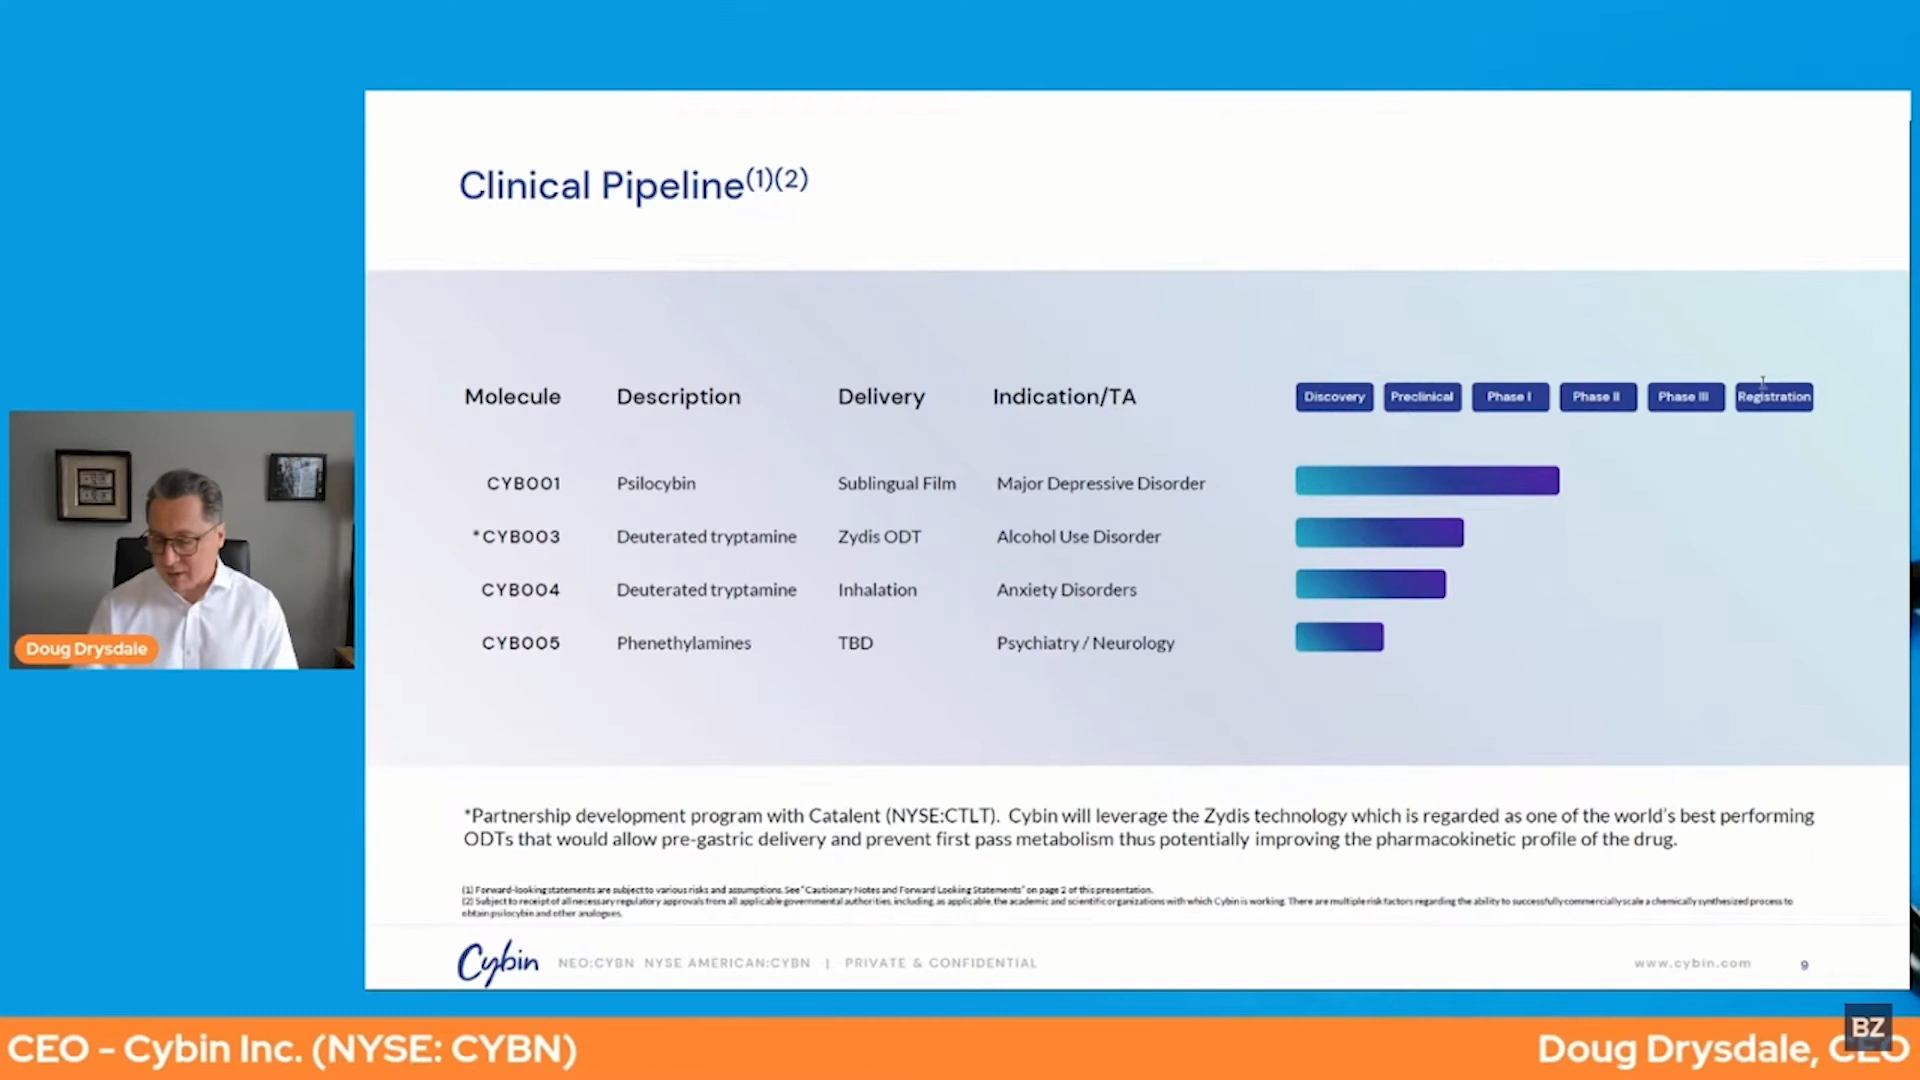 Clinical Pipeline(1)(2)
Molecule Description Delivery Indication/TA Discovery Preclinical Phase I Phase II Phase III Registration
CYB001 Psilocybin Sublingual Film Major Depressive Disorder
*CYB003 Deuterated tryptamine Zydis ODT Alcohol Use Disorder
CYB004 Deuterated tryptamine Inhalation Anxiety Disorders
CYB005 Phenethylamines TBD Psychiatry / Neurology
Doug Drysdale
*Partnership development program with Catalent (NYSE:CTLT). Cybin will leverage the Zydis technology which is regarded as one of the world's best performing
ODTs that would allow pre-gastric delivery and prevent first pass metabolism thus potentially improving the pharmacokinetic profile of the drug.
(1) Forward-looking statements are subject to various risks and assumptions. See "Cautionary Notes and Forward Looking Statements" on page 2 of this presentation.
(2) Subject to receipt of all necessary regulatory approvals from all applicable governmental authorities, including, as applicable, the academic and scientific organizations with which Cybin is working. There are multiple risk factors regarding the ability to successfully commercially scale a chemically synthesized process to
obtain psilocybin and other analogues.
Cybin NEO:CYBN NYSE AMERICAN:CYBN | PRIVATE & CONFIDENTIAL www.cybin.com 9
BZ
CEO - Cybin Inc. (NYSE: CYBN) Doug Drysdale, CEO